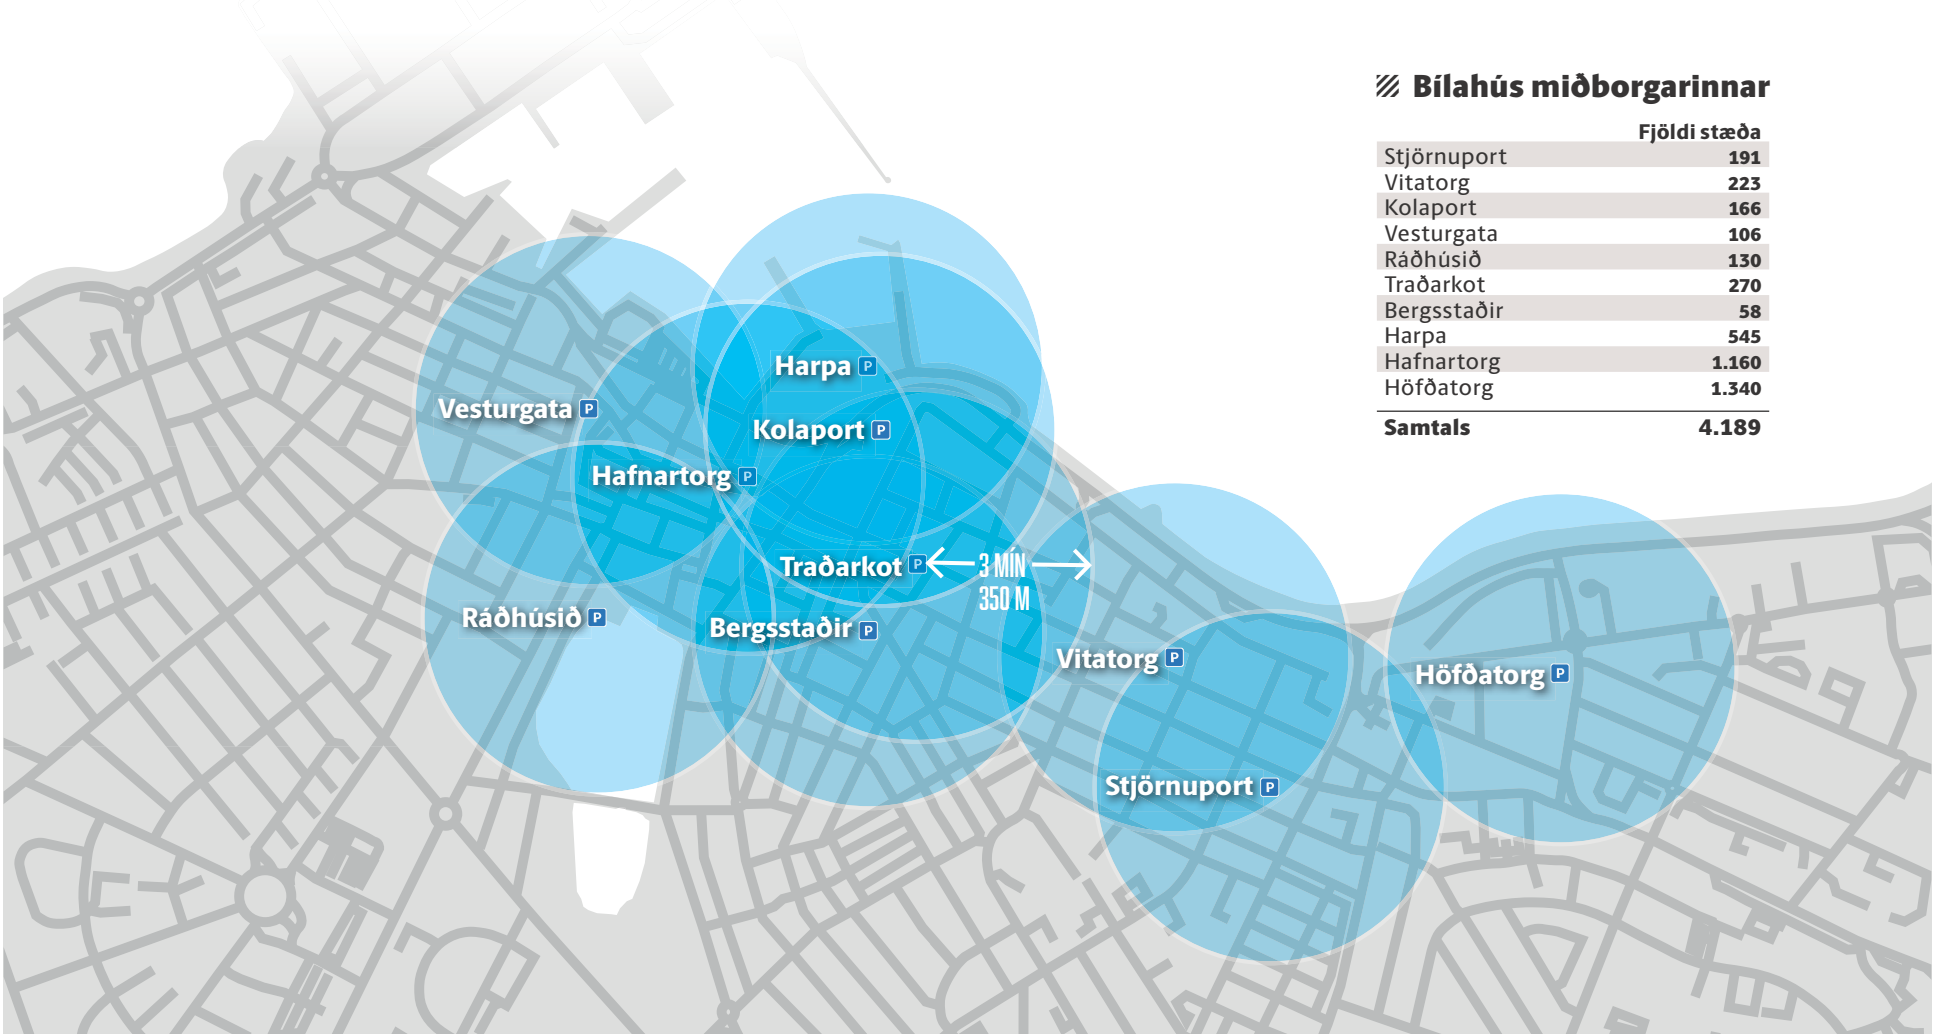 Bílahús miðborgarinnar
Fjöldi stæða
Stjörnuport 191
Vitatorg 223
Kolaport 166
Vesturgata 106
Ráðhúsið 130
Traðarkot 270
Bergsstaðir 58
Harpa 545
Hafnartorg 1.160
Höfðatorg 1.340
Samtals 4.189
Harpa P
Vesturgata P
Kolaport P
Hafnartorg P
Traðarkot P
3 MÍN
350 M
Ráðhúsið P
Bergsstaðir P
Vitatorg P
Höfðatorg P
Stjörnuport P